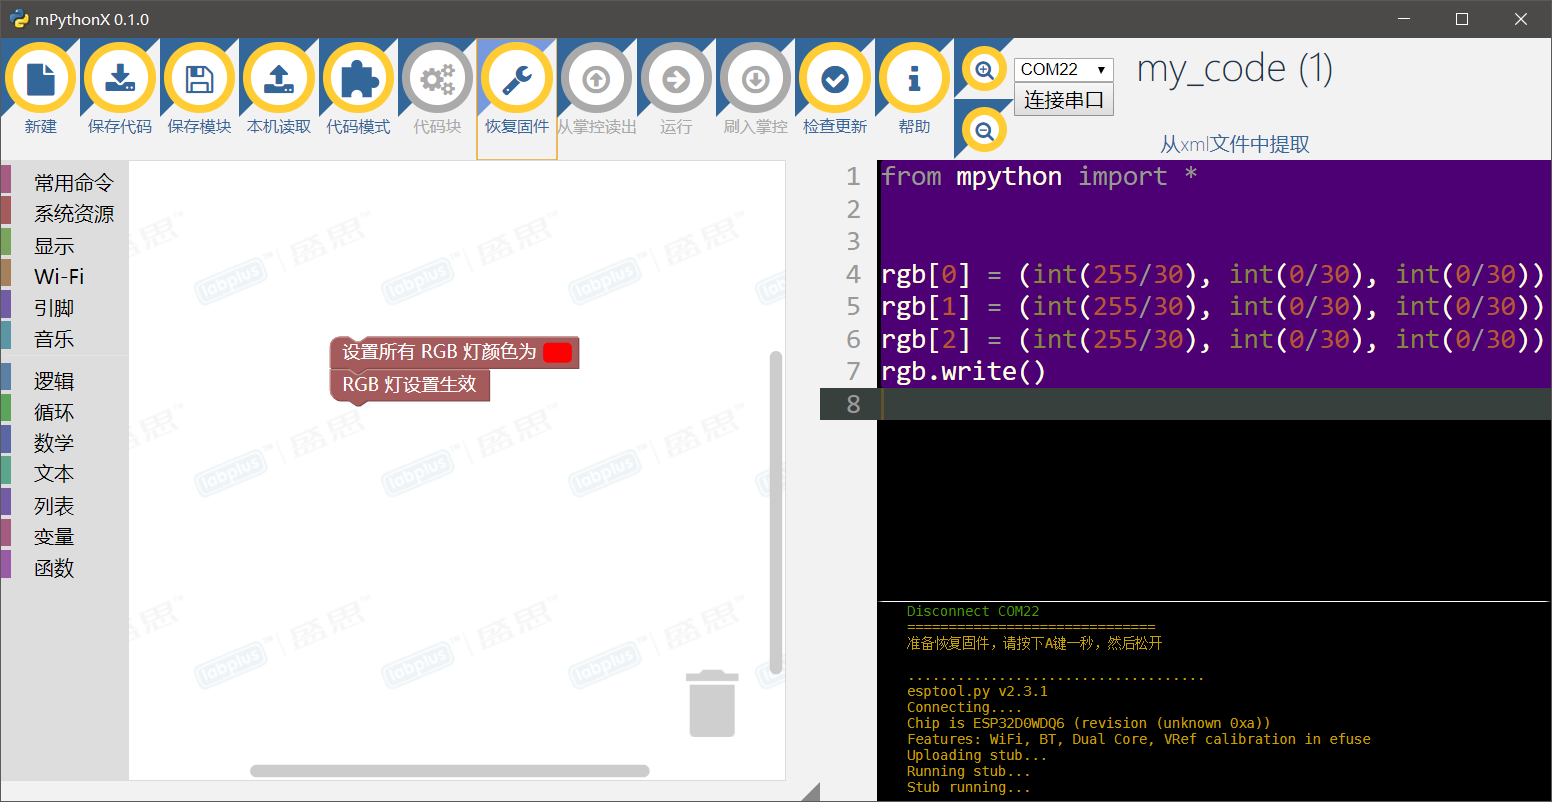 mPythonX 0.1.0
新建
保存代码
保存模块
本机读取
代码模式
代码块
恢复固件
从掌控读出
运行
刷入掌控
检查更新
帮助
COM22
连接串口
my_code (1)
从xml文件中提取
常用命令
系统资源
显示
Wi-Fi
引脚
音乐
逻辑
循环
数学
文本
列表
变量
函数
labplus 盛思™
设置所有 RGB 灯颜色为
RGB 灯设置生效
1 from mpython import *
2
3
4 rgb[0] = (int(255/30), int(0/30), int(0/30))
5 rgb[1] = (int(255/30), int(0/30), int(0/30))
6 rgb[2] = (int(255/30), int(0/30), int(0/30))
7 rgb.write()
8
Disconnect COM22
==============================
准备恢复固件，请按下A键一秒，然后松开
....................................
esptool.py v2.3.1
Connecting....
Chip is ESP32D0WDQ6 (revision (unknown 0xa))
Features: WiFi, BT, Dual Core, VRef calibration in efuse
Uploading stub...
Running stub...
Stub running...